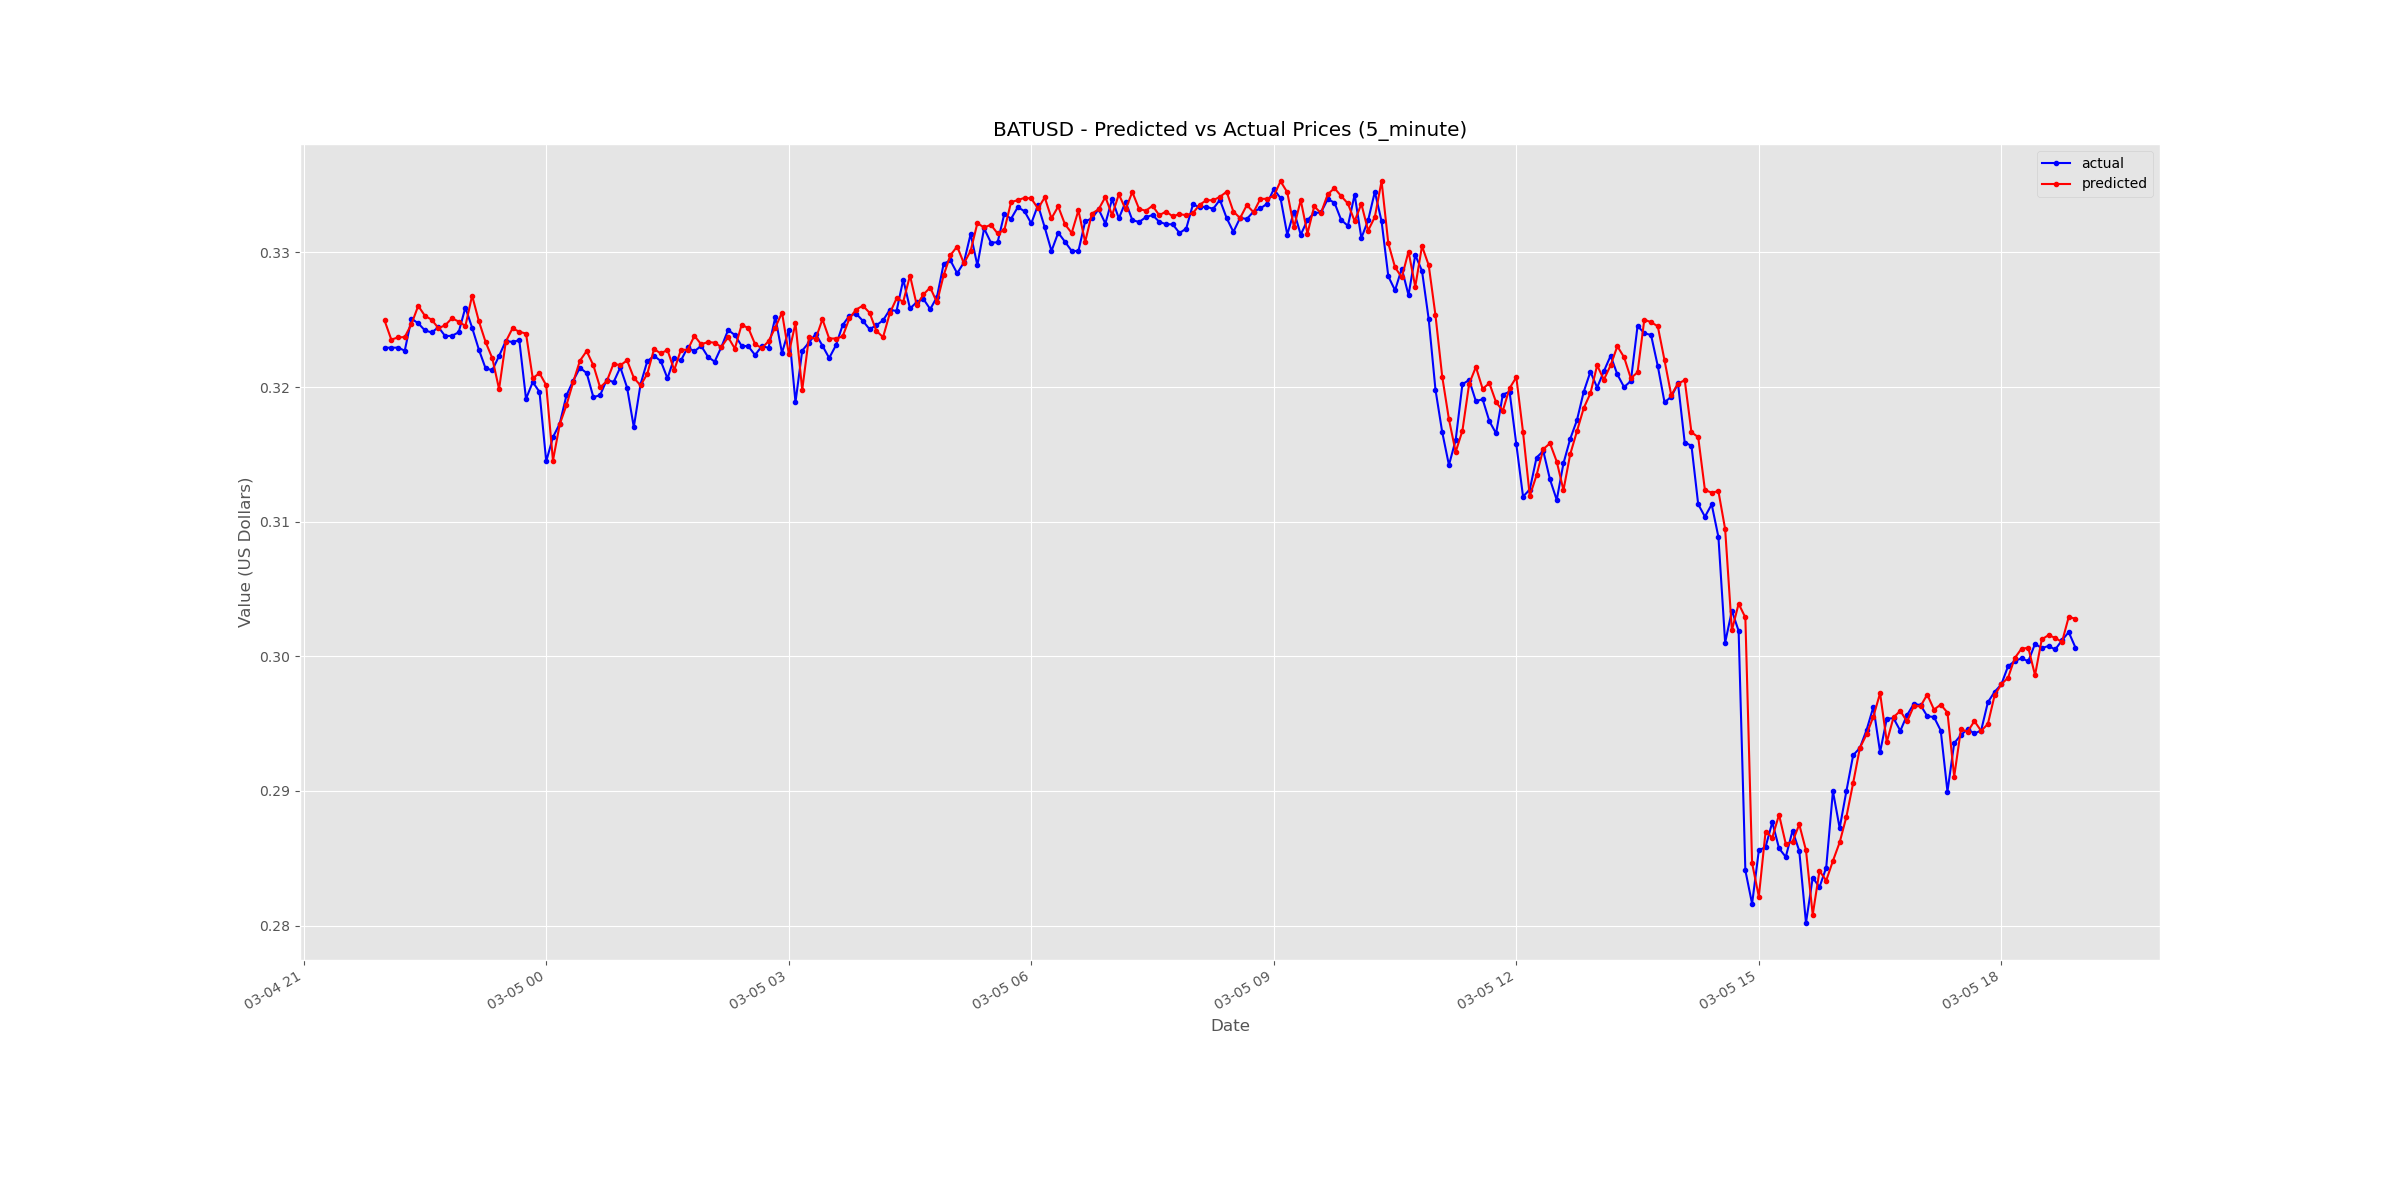 BATUSD - Predicted vs Actual Prices (5_minute)
actual
predicted
Value (US Dollars)
0.33
0.32
0.31
0.30
0.29
0.28
03-04 21
03-05 00
03-05 03
03-05 06
03-05 09
03-05 12
03-05 15
03-05 18
Date